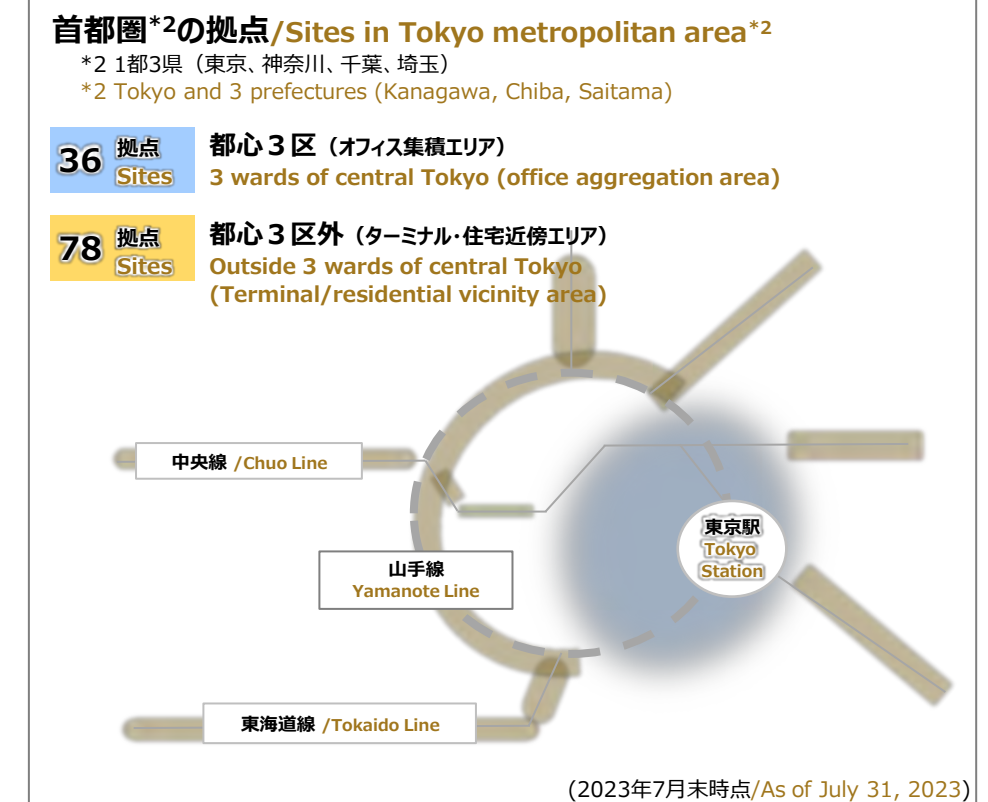 首都圏*2の拠点/Sites in Tokyo metropolitan area*2
*2 1都3県（東京、神奈川、千葉、埼玉）
*2 Tokyo and 3 prefectures (Kanagawa, Chiba, Saitama)
36 拠点 Sites
都心３区（オフィス集積エリア）
3 wards of central Tokyo (office aggregation area)
78 拠点 Sites
都心３区外（ターミナル・住宅近傍エリア）
Outside 3 wards of central Tokyo
(Terminal/residential vicinity area)
中央線 /Chuo Line
東京駅
Tokyo
Station
山手線
Yamanote Line
東海道線 /Tokaido Line
(2023年7月末時点/As of July 31, 2023)